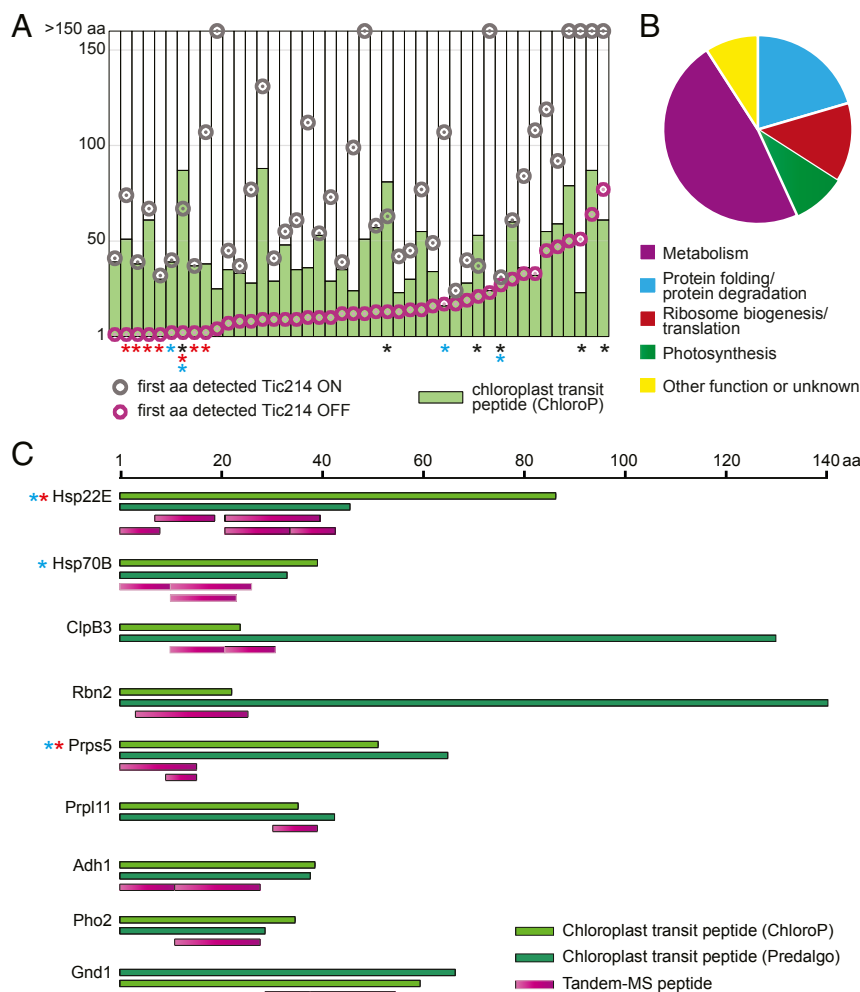 A
>150 aa
150
100
50
1
* * * * * * * * * * * * * *
* *
*
first aa detected Tic214 ON
first aa detected Tic214 OFF
chloroplast transit
peptide (ChloroP)
B
Metabolism
Protein folding/
protein degradation
Ribosome biogenesis/
translation
Photosynthesis
Other function or unknown
C
1 20 40 60 80 100 120 140 aa
** Hsp22E
* Hsp70B
ClpB3
Rbn2
** Prps5
Prpl11
Adh1
Pho2
Gnd1
Chloroplast transit peptide (ChloroP)
Chloroplast transit peptide (Predalgo)
Tandem-MS peptide